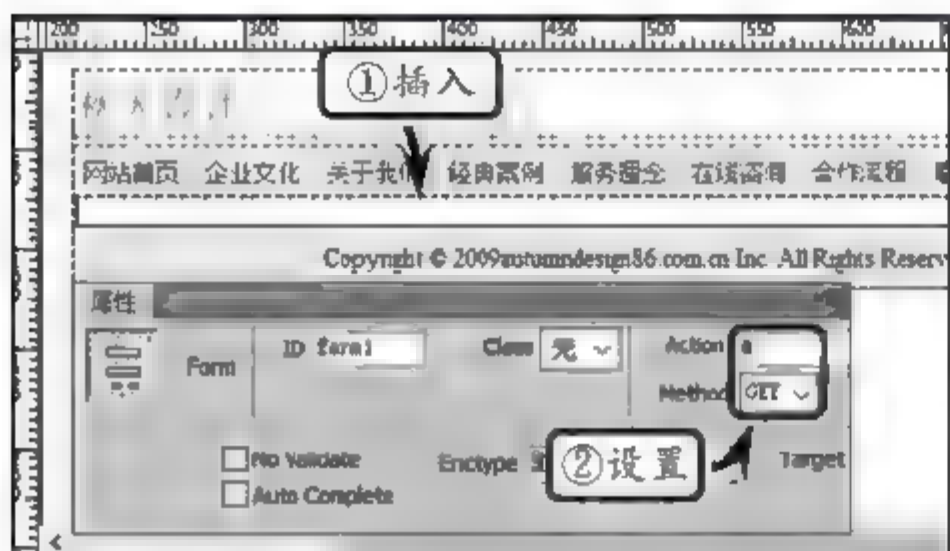 200 250 300 350 400 450 500 550 600
①插入
网站首页 企业文化 关于我们 经典案例 服务理念 在线咨询 合作流程
Copyright © 2009autumndesign86.com.cn Inc. All Rights Reserv
属性
Form
ID form1
Class 无
Action
Method GET
No Validate
Auto Complete
Enctype
②设置
Target